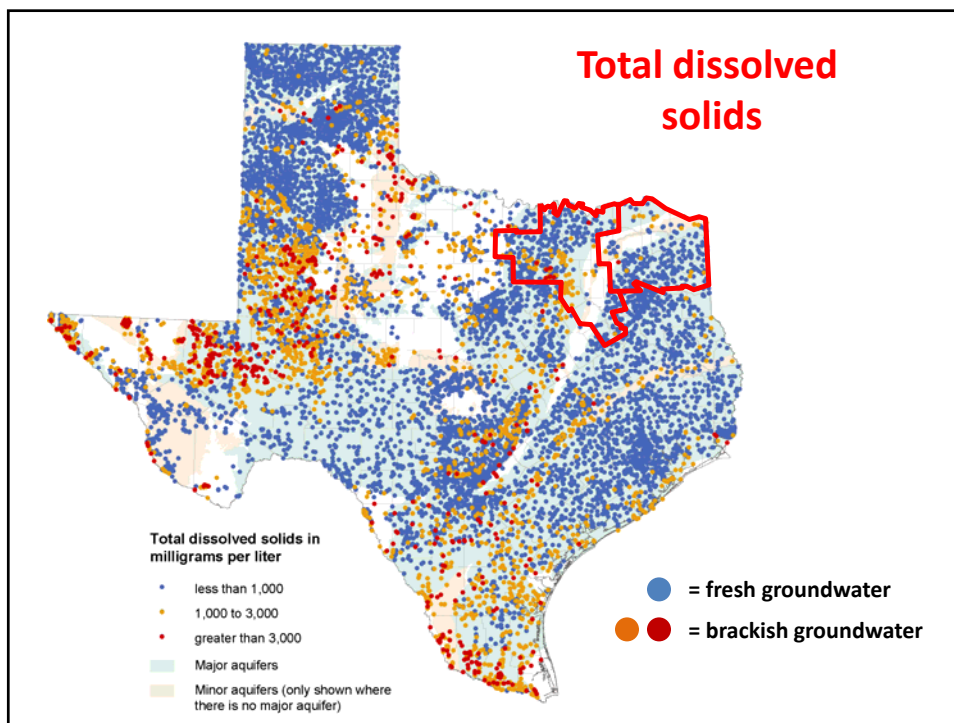 Total dissolved
solids
Total dissolved solids in
milligrams per liter
less than 1,000
1,000 to 3,000
greater than 3,000
Major aquifers
Minor aquifers (only shown where
there is no major aquifer)
= fresh groundwater
= brackish groundwater